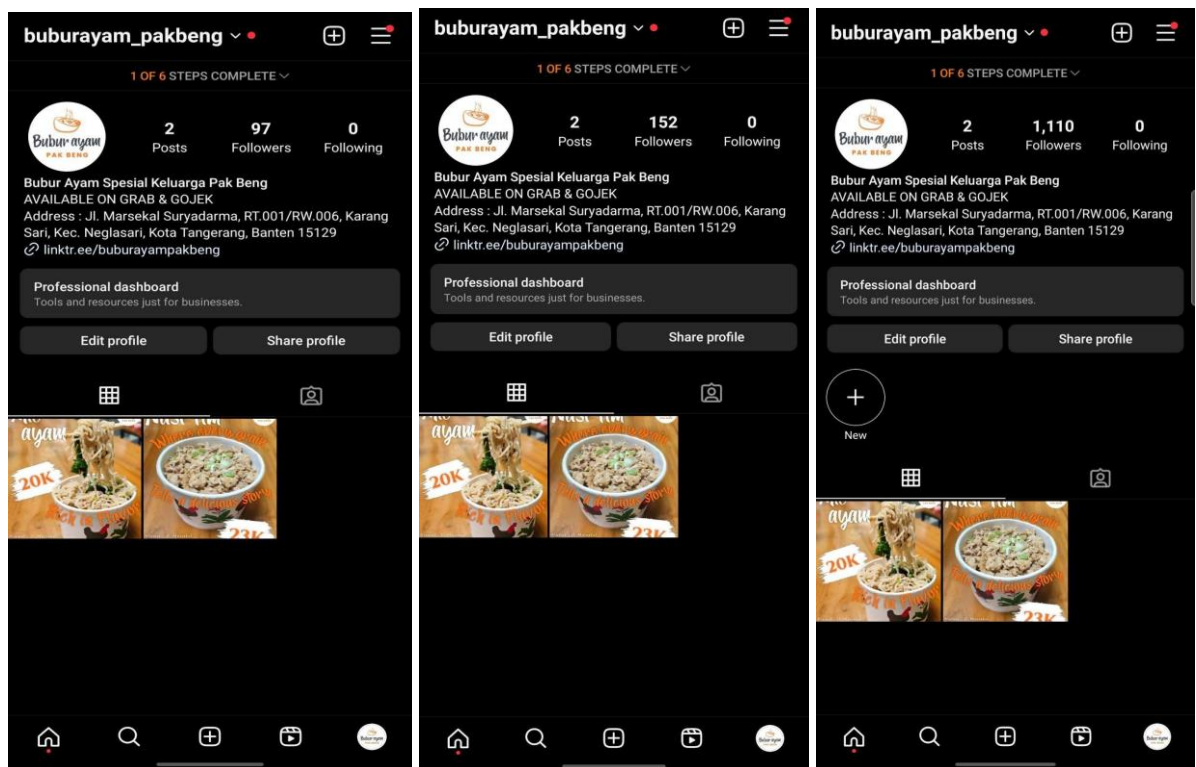 buburayam_pakbeng
1 OF 6 STEPS COMPLETE
Bubur ayam
PAK BENG
2
Posts
97
Followers
0
Following
Bubur Ayam Spesial Keluarga Pak Beng
AVAILABLE ON GRAB & GOJEK
Address : Jl. Marsekal Suryadarma, RT.001/RW.006, Karang
Sari, Kec. Neglasari, Kota Tangerang, Banten 15129
linktr.ee/buburayampakbeng
Professional dashboard
Tools and resources just for businesses.
Edit profile
Share profile
ayam
20K
23K
buburayam_pakbeng
1 OF 6 STEPS COMPLETE
Bubur ayam
PAK BENG
2
Posts
152
Followers
0
Following
Bubur Ayam Spesial Keluarga Pak Beng
AVAILABLE ON GRAB & GOJEK
Address : Jl. Marsekal Suryadarma, RT.001/RW.006, Karang
Sari, Kec. Neglasari, Kota Tangerang, Banten 15129
linktr.ee/buburayampakbeng
Professional dashboard
Tools and resources just for businesses.
Edit profile
Share profile
ayam
20K
23K
buburayam_pakbeng
1 OF 6 STEPS COMPLETE
Bubur ayam
PAK BENG
2
Posts
1,110
Followers
0
Following
Bubur Ayam Spesial Keluarga Pak Beng
AVAILABLE ON GRAB & GOJEK
Address : Jl. Marsekal Suryadarma, RT.001/RW.006, Karang
Sari, Kec. Neglasari, Kota Tangerang, Banten 15129
linktr.ee/buburayampakbeng
Professional dashboard
Tools and resources just for businesses.
Edit profile
Share profile
New
ayam
20K
23K